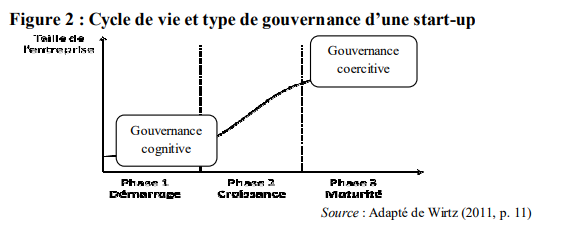 Figure 2 : Cycle de vie et type de gouvernance d'une start-up
Taille de
l'entreprise
Gouvernance
coercitive
Gouvernance
cognitive
Phase 1
Démarrage
Phase 2
Croissance
Phase 3
Maturité
Source : Adapté de Wirtz (2011, p. 11)